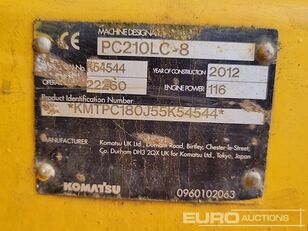 CE
MACHINE DESIGNATION
PC210LC-8
K54544
YEAR OF CONSTRUCTION 2012
22260
ENGINE POWER 116
Product Identification Number
*KMTPC180J55K54544*
Manufacturer
Komatsu UK Ltd., Durham Road, Birtley, Chester-le-Street
Co. Durham DH3 2QX UK for Komatsu Ltd., Tokyo, Japan
KOMATSU
0960102063
EURO
AUCTIONS